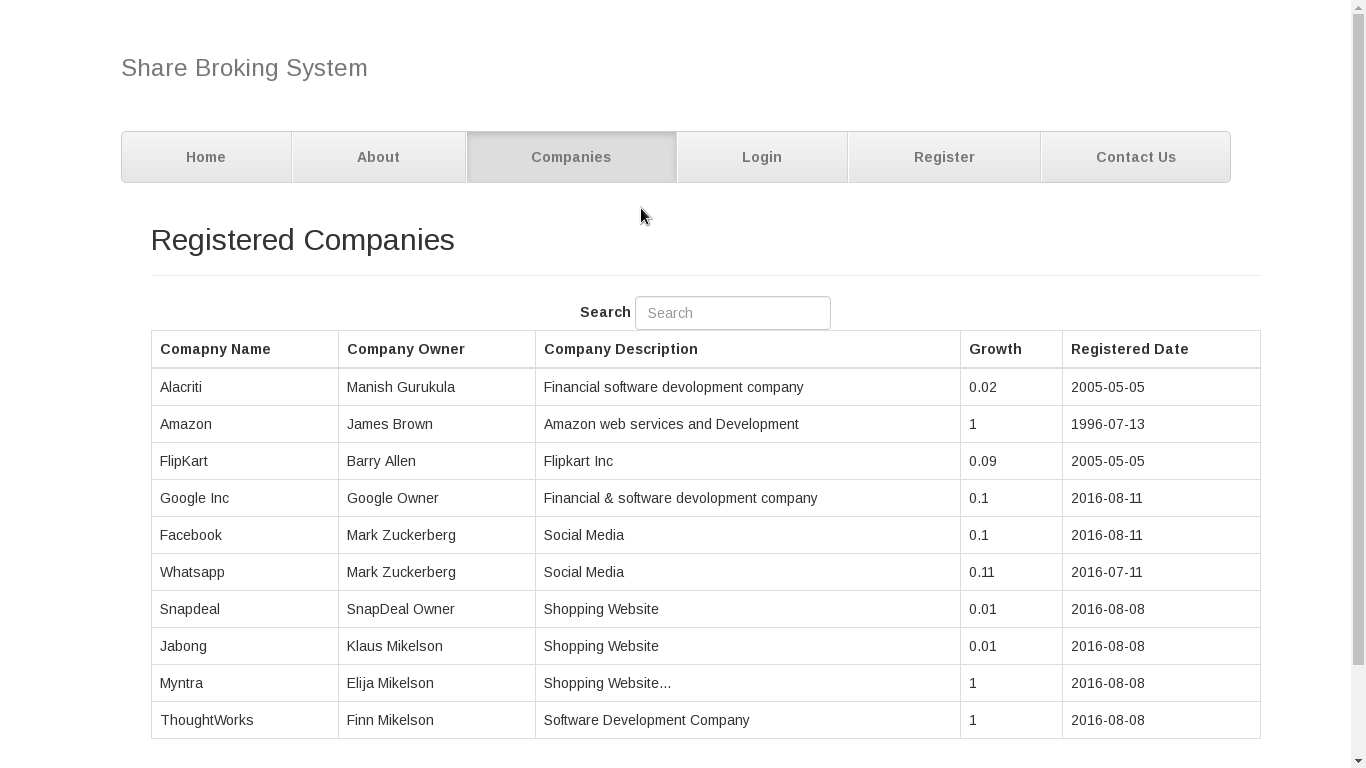 Share Broking System
Home About Companies Login Register Contact Us
Registered Companies
Search Search
Comapny Name Company Owner Company Description Growth Registered Date
Alacriti Manish Gurukula Financial software devolopment company 0.02 2005-05-05
Amazon James Brown Amazon web services and Development 1 1996-07-13
FlipKart Barry Allen Flipkart Inc 0.09 2005-05-05
Google Inc Google Owner Financial & software devolopment company 0.1 2016-08-11
Facebook Mark Zuckerberg Social Media 0.1 2016-08-11
Whatsapp Mark Zuckerberg Social Media 0.11 2016-07-11
Snapdeal SnapDeal Owner Shopping Website 0.01 2016-08-08
Jabong Klaus Mikelson Shopping Website 0.01 2016-08-08
Myntra Elija Mikelson Shopping Website... 1 2016-08-08
ThoughtWorks Finn Mikelson Software Development Company 1 2016-08-08